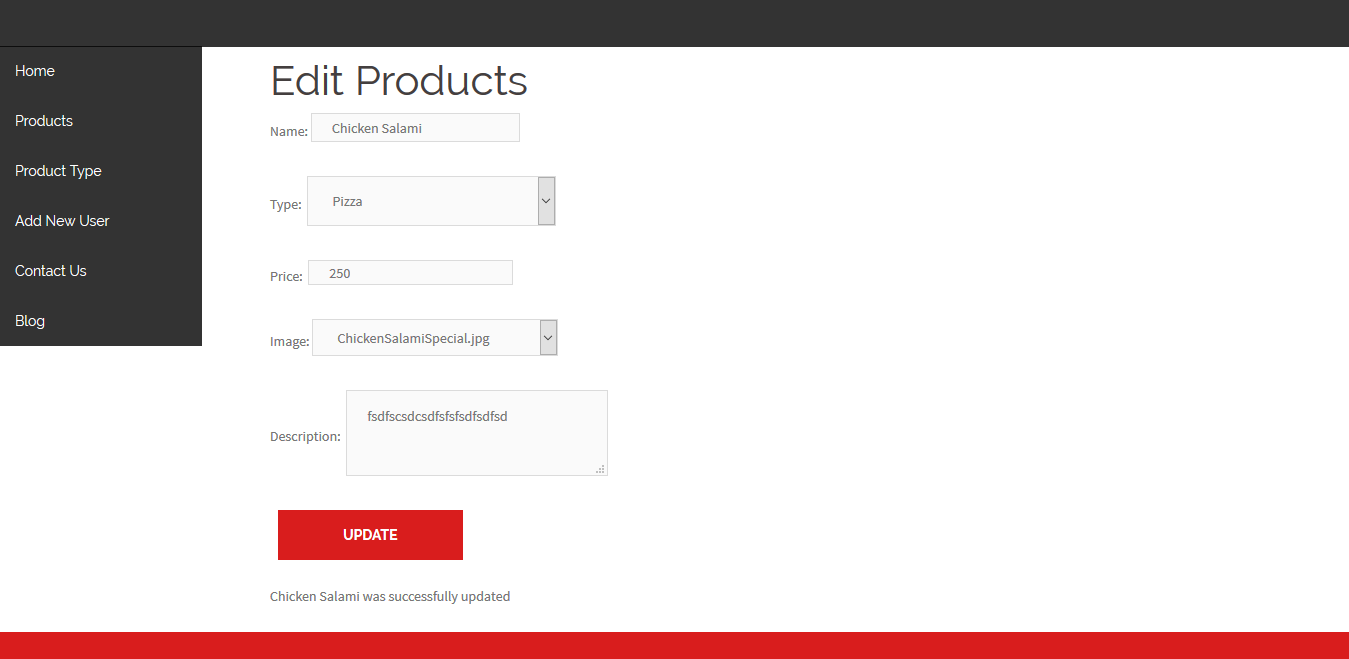 Home
Products
Product Type
Add New User
Contact Us
Blog
Edit Products
Name: Chicken Salami
Type: Pizza
Price: 250
Image: ChickenSalamiSpecial.jpg
Description: fsdfscsdcsdfsfsfsdfsdfsd
UPDATE
Chicken Salami was successfully updated